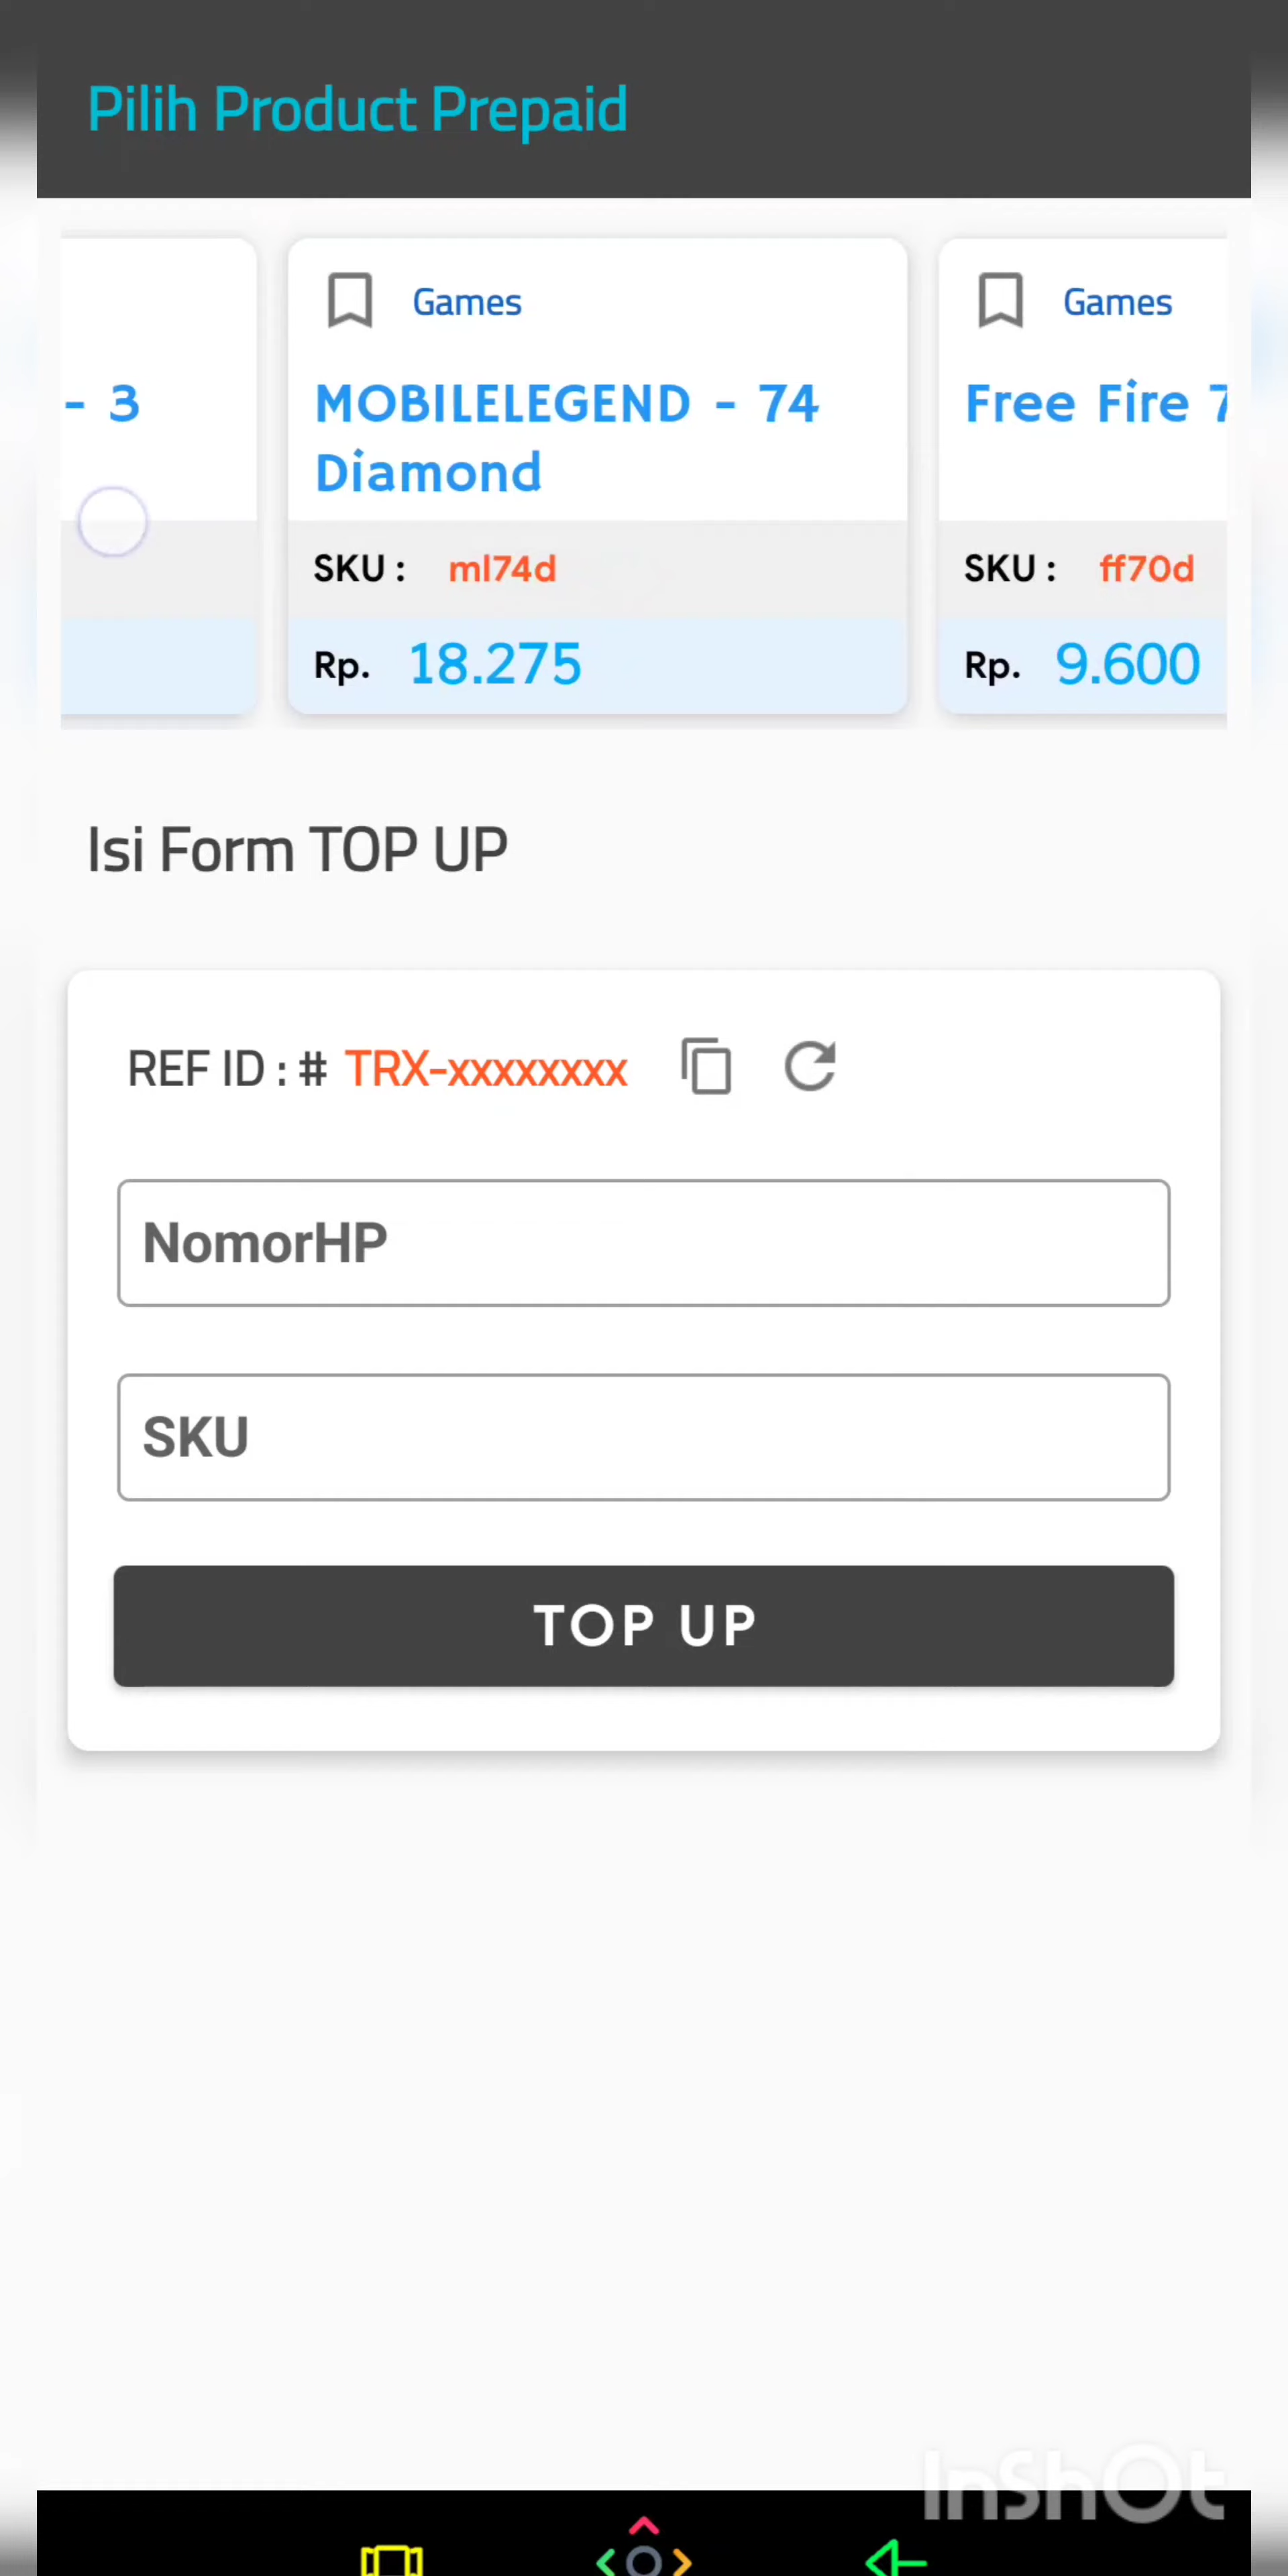 Pilih Product Prepaid
- 3
Games
MOBILELEGEND - 74
Diamond
SKU : ml74d
Rp. 18.275
Games
Free Fire 7
SKU : ff70d
Rp. 9.600
Isi Form TOP UP
REF ID : # TRX-xxxxxxxx
NomorHP
SKU
TOP UP
InShOt